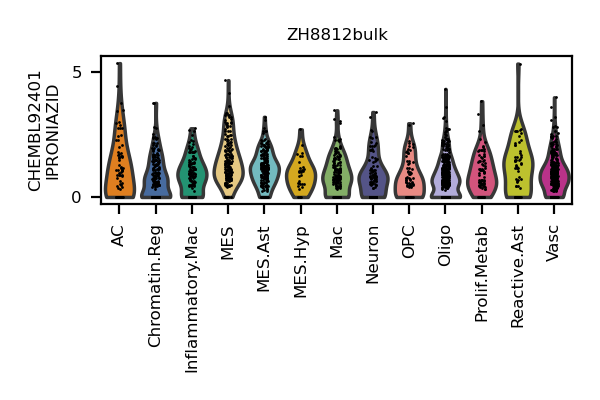 ZH8812bulk
CHEMBL92401
IPRONIAZID
5
0
AC
Chromatin.Reg
Inflammatory.Mac
MES
MES.Ast
MES.Hyp
Mac
Neuron
OPC
Oligo
Prolif.Metab
Reactive.Ast
Vasc